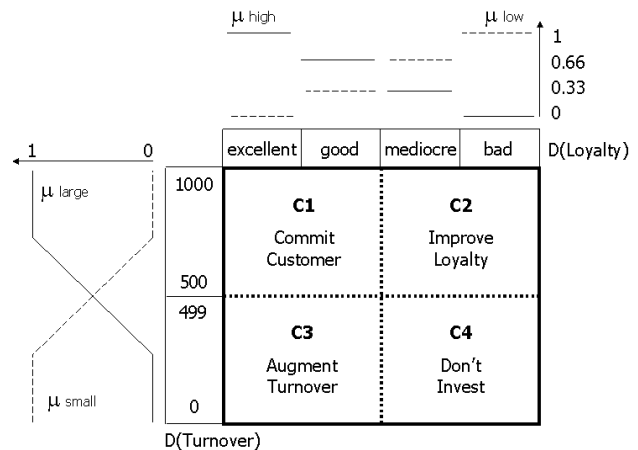 μ high
μ low
1
0.66
0.33
0
excellent good mediocre bad D(Loyalty)
1 0
μ large
μ small
1000
500
499
0
D(Turnover)
C1
Commit
Customer
C2
Improve
Loyalty
C3
Augment
Turnover
C4
Don't
Invest